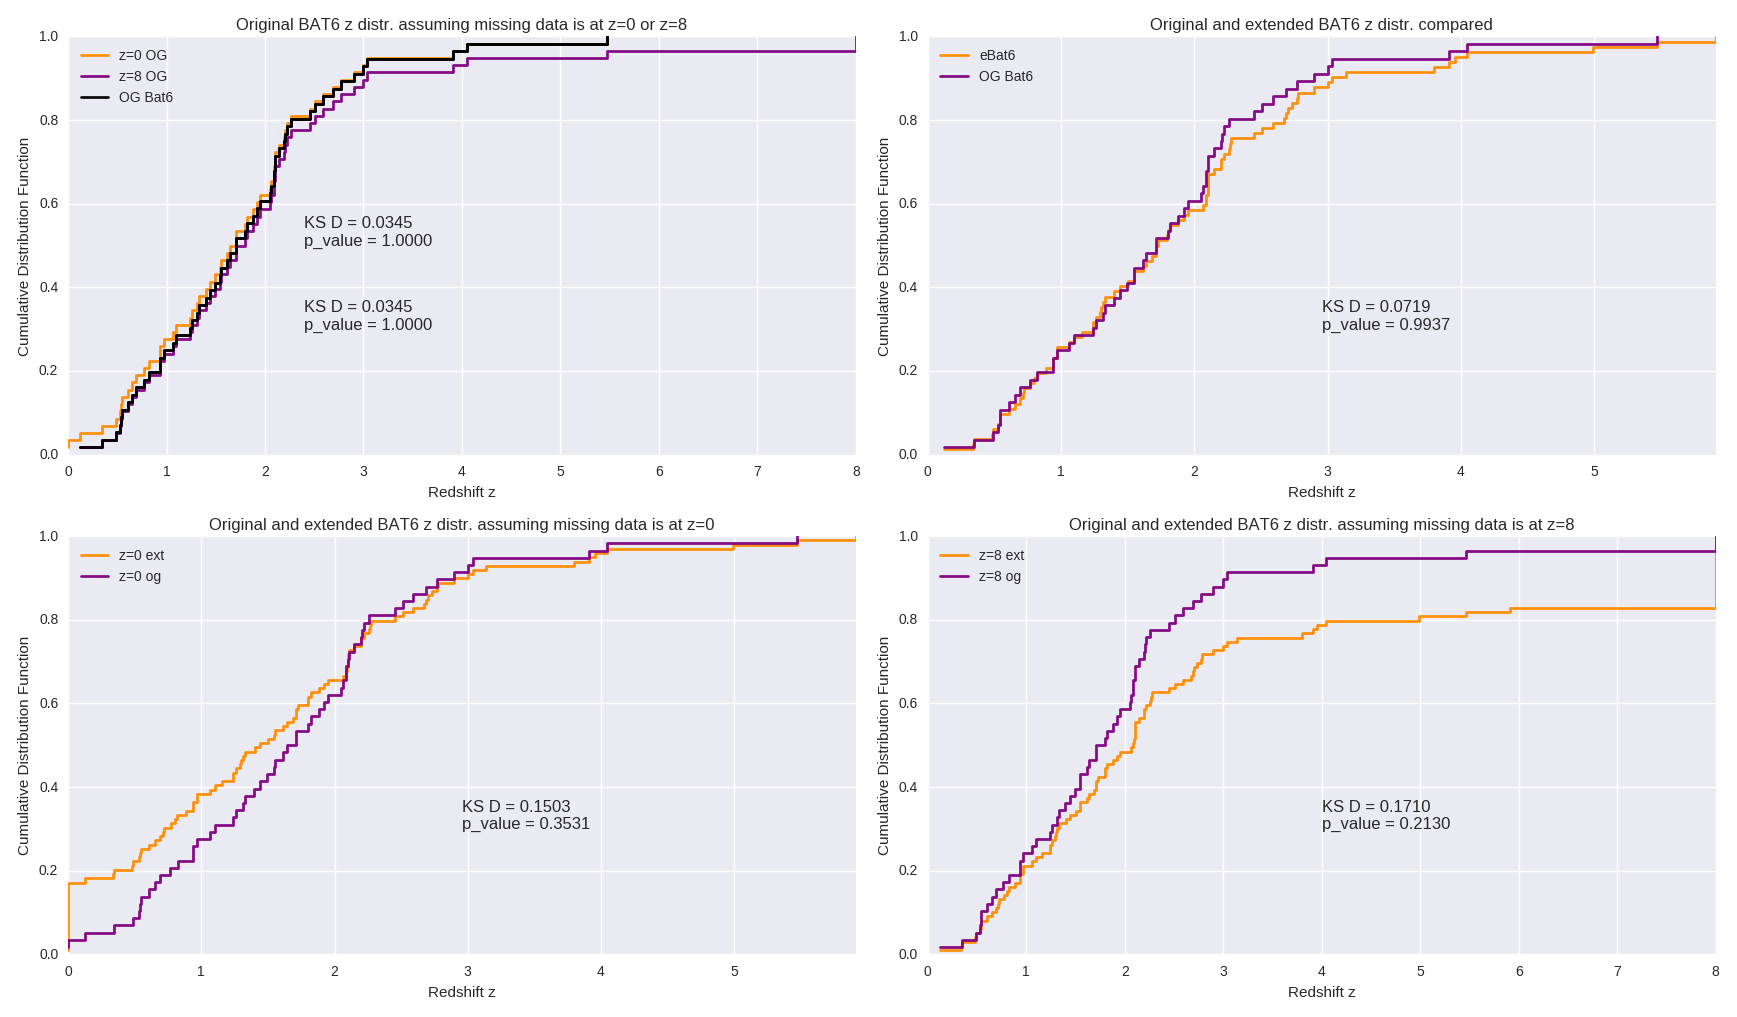 Original BAT6 z distr. assuming missing data is at z=0 or z=8
1.0
0.8
0.6
0.4
0.2
0.0
Cumulative Distribution Function
z=0 OG
z=8 OG
OG Bat6
KS D = 0.0345
p_value = 1.0000
KS D = 0.0345
p_value = 1.0000
0 1 2 3 4 5 6 7 8
Redshift z
Original and extended BAT6 z distr. compared
1.0
0.8
0.6
0.4
0.2
0.0
Cumulative Distribution Function
eBat6
OG Bat6
KS D = 0.0719
p_value = 0.9937
0 1 2 3 4 5
Redshift z
Original and extended BAT6 z distr. assuming missing data is at z=0
1.0
0.8
0.6
0.4
0.2
0.0
Cumulative Distribution Function
z=0 ext
z=0 og
KS D = 0.1503
p_value = 0.3531
0 1 2 3 4 5
Redshift z
Original and extended BAT6 z distr. assuming missing data is at z=8
1.0
0.8
0.6
0.4
0.2
0.0
Cumulative Distribution Function
z=8 ext
z=8 og
KS D = 0.1710
p_value = 0.2130
0 1 2 3 4 5 6 7 8
Redshift z